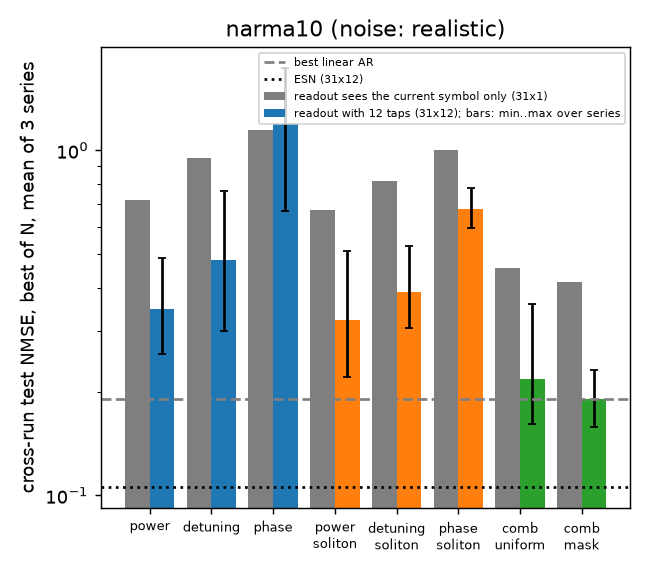 narma10 (noise: realistic)
cross-run test NMSE, best of N, mean of 3 series
10⁰
10⁻¹
best linear AR
ESN (31x12)
readout sees the current symbol only (31x1)
readout with 12 taps (31x12); bars: min..max over series
power
detuning
phase
power
soliton
detuning
soliton
phase
soliton
comb
uniform
comb
mask